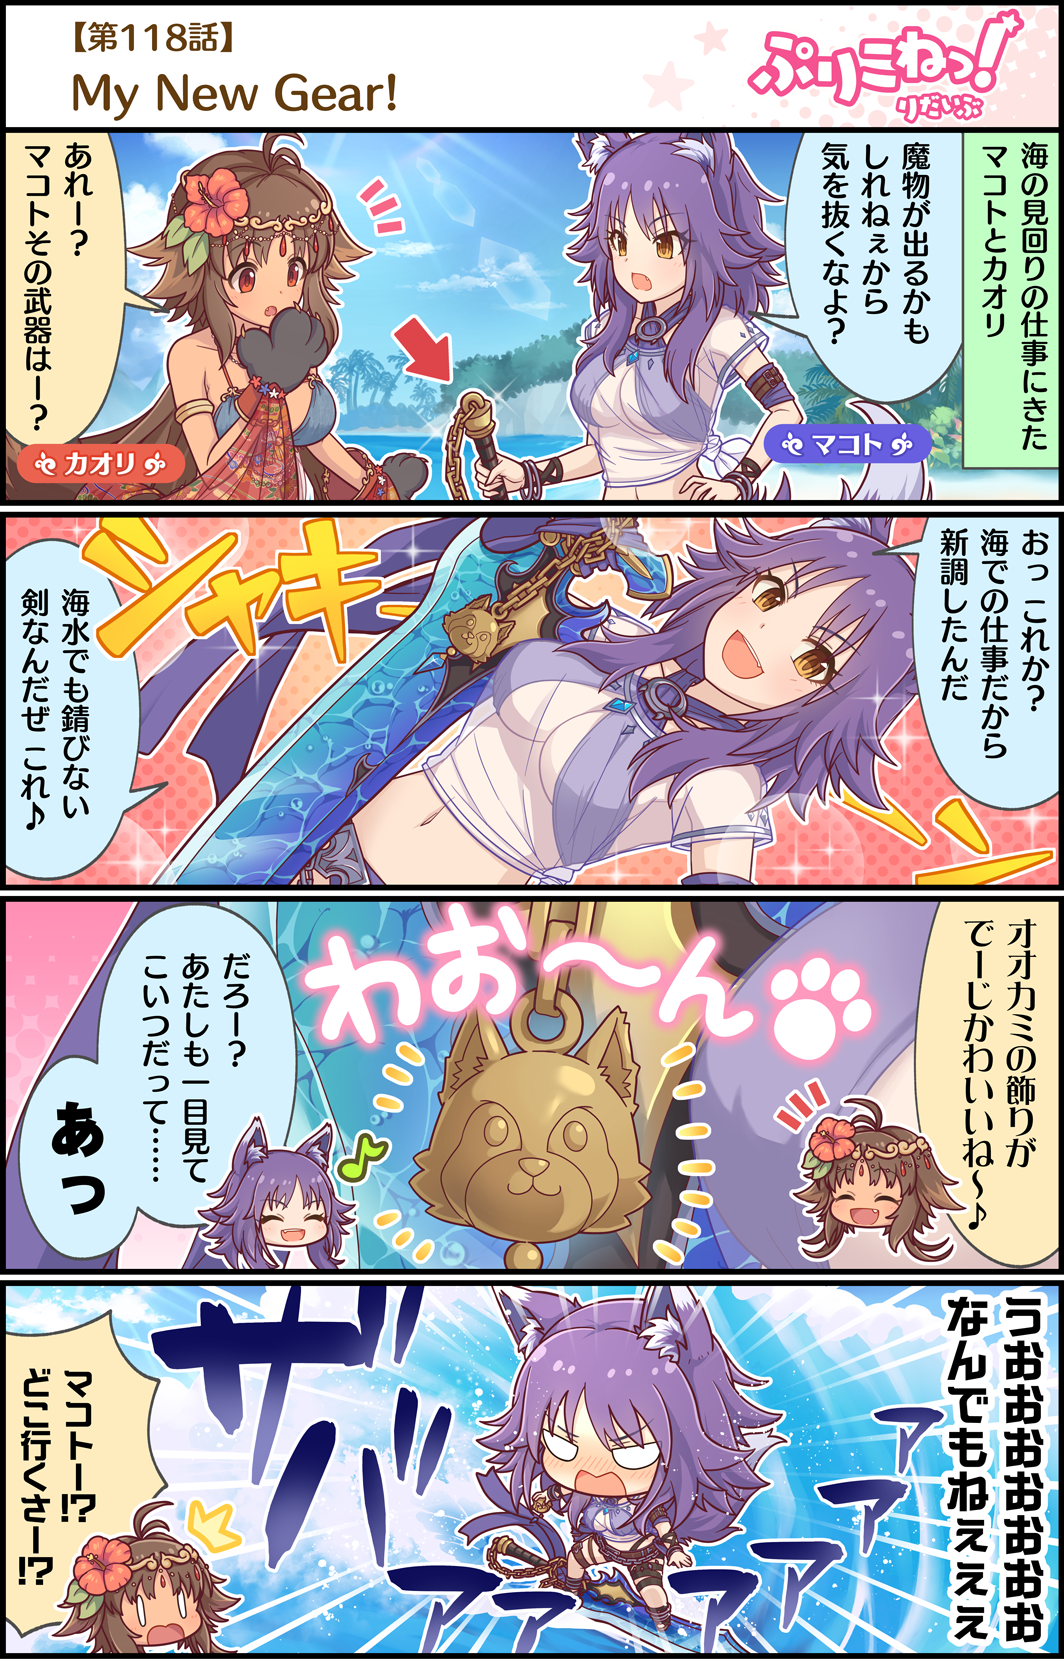 【第118話】
My New Gear!
ぷりこねっ!
りだいぶ
海の見回りの仕事にきた
マコトとカオリ
魔物が出るかも
しれねぇから
気を抜くなよ?
あれー?
マコトその武器はー?
カオリ
マコト
おっ これか?
海での仕事だから
新調したんだ
シャキーン
海水でも錆びない
剣なんだぜ これ♪
オオカミの飾りが
でーじかわいいね〜♪
わお〜ん
だろー?
あたしも一目見て
こいつだって……
あっ
うおおおおおおおお
なんでもねぇぇぇぇ
ザバァァァァァァ
マコトー!?
どこ行くさー!?